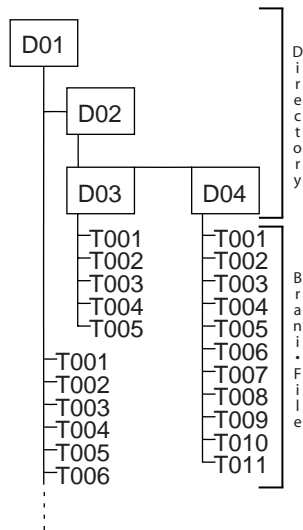 D01
D02
D03
D04
T001
T002
T003
T004
T005
T001
T002
T003
T004
T005
T006
T007
T008
T009
T010
T011
T001
T002
T003
T004
T005
T006
Directory
Brani • File